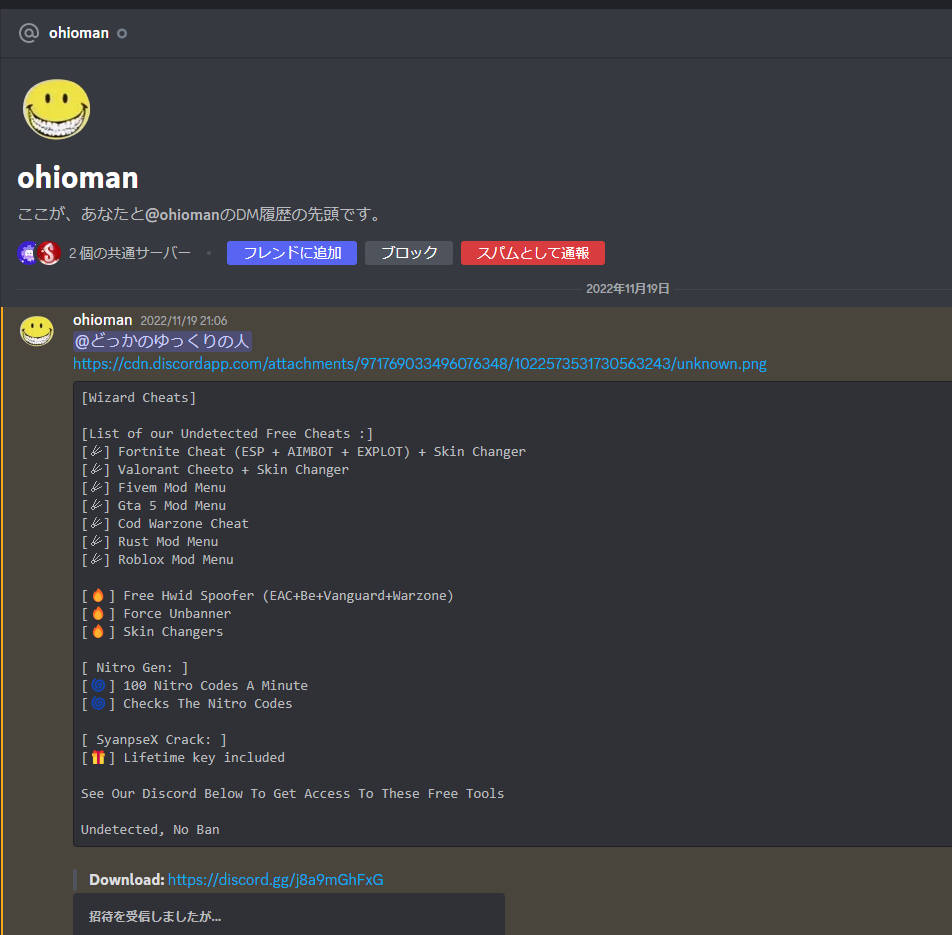 ohioman
ohioman
ここが、あなたと@ohiomanのDM履歴の先頭です。
2 個の共通サーバー • フレンドに追加 ブロック スパムとして通報
2022年11月19日
ohioman 2022/11/19 21:06
@どっかのゆっくりの人
https://cdn.discordapp.com/attachments/971769033496076348/1022573531730563243/unknown.png
[Wizard Cheats]
[List of our Undetected Free Cheats :]
[☄] Fortnite Cheat (ESP + AIMBOT + EXPLOT) + Skin Changer
[☄] Valorant Cheeto + Skin Changer
[☄] Fivem Mod Menu
[☄] Gta 5 Mod Menu
[☄] Cod Warzone Cheat
[☄] Rust Mod Menu
[☄] Roblox Mod Menu
[🔥] Free Hwid Spoofer (EAC+Be+Vanguard+Warzone)
[🔥] Force Unbanner
[🔥] Skin Changers
[ Nitro Gen: ]
[🌀] 100 Nitro Codes A Minute
[🌀] Checks The Nitro Codes
[ SyanpseX Crack: ]
[🎁] Lifetime key included
See Our Discord Below To Get Access To These Free Tools
Undetected, No Ban
Download: https://discord.gg/j8a9mGhFxG
招待を受信しましたが...